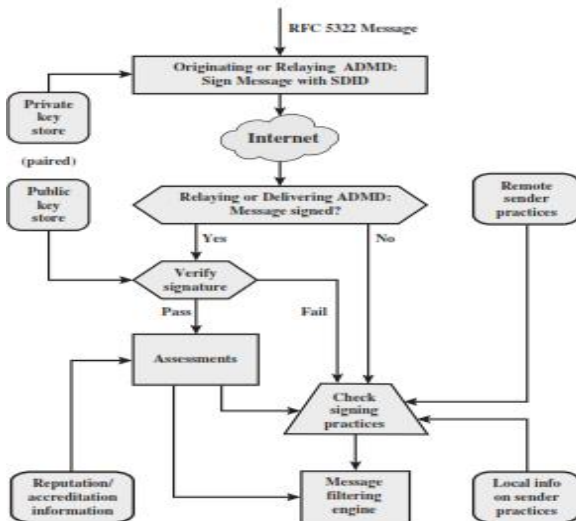 RFC 5322 Message
Originating or Relaying ADMD:
Sign Message with SDID
Private
key
store
Internet
(paired)
Public
key
store
Relaying or Delivering ADMD:
Message signed?
Remote
sender
practices
Yes
No
Verify
signature
Pass
Fail
Assessments
Check
signing
practices
Reputation/
accreditation
information
Message
filtering
engine
Local info
on sender
practices